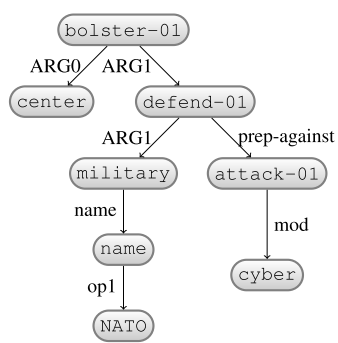 bolster-01
ARG0 ARG1
center defend-01
ARG1 prep-against
military attack-01
name mod
name cyber
op1
NATO